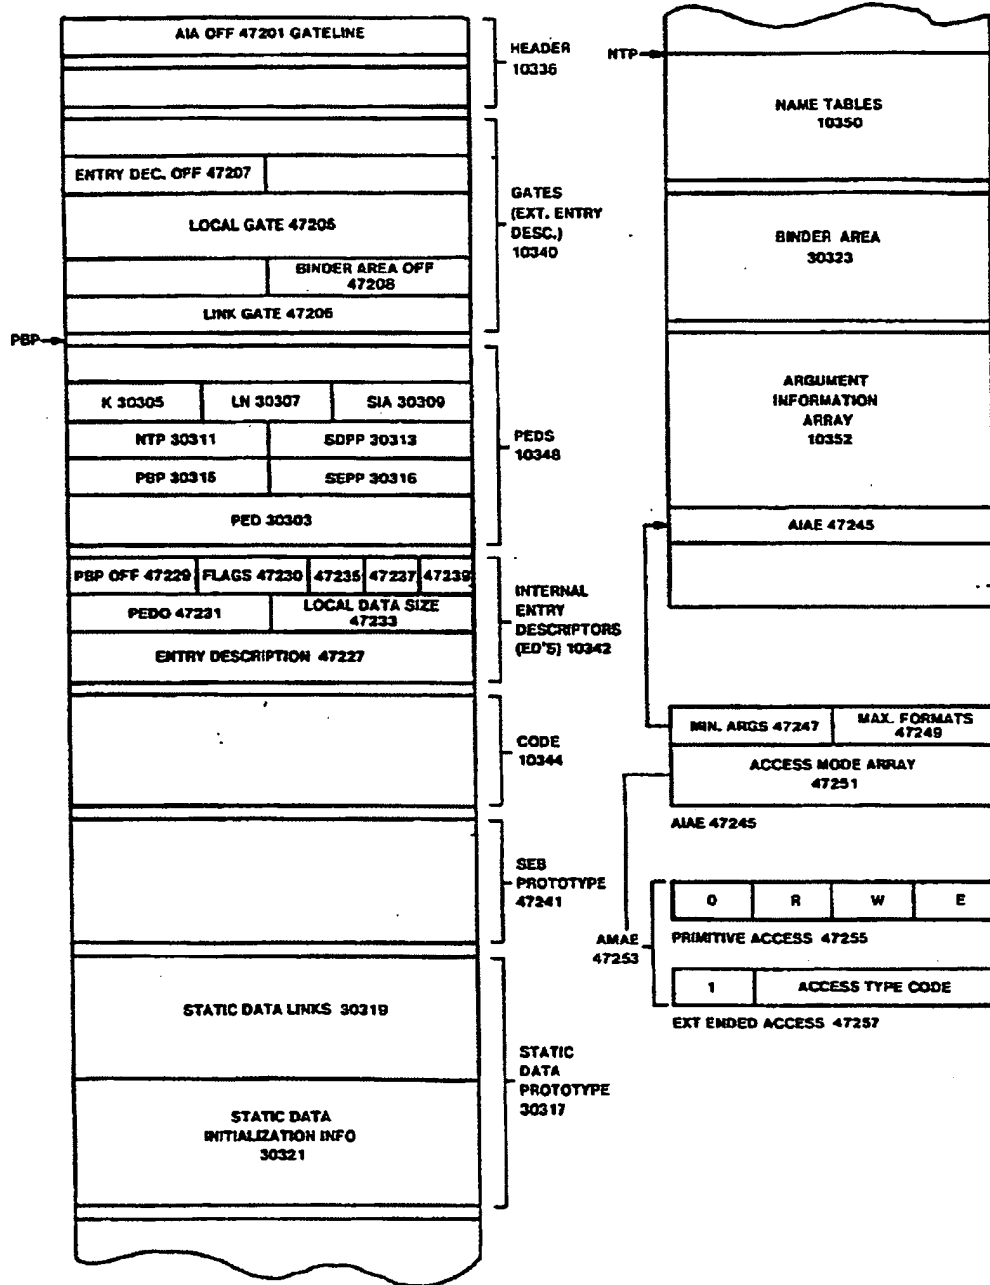 AIA OFF 47201 GATELINE
HEADER
10336
ENTRY DEC. OFF 47207
LOCAL GATE 47205
BINDER AREA OFF
47208
LINK GATE 47206
GATES
(EXT. ENTRY
DESC.)
10340
PBP
K 30305
LN 30307
SIA 30309
NTP 30311
SDPP 30313
PBP 30315
SEPP 30316
PED 30303
PEDS
10348
PBP OFF 47229
FLAGS 47230
47235
47237
47239
PEDO 47231
LOCAL DATA SIZE
47233
ENTRY DESCRIPTION 47227
INTERNAL
ENTRY
DESCRIPTORS
(ED'S) 10342
CODE
10344
SEB
PROTOTYPE
47241
STATIC DATA LINKS 30319
STATIC DATA
INITIALIZATION INFO
30321
STATIC
DATA
PROTOTYPE
30317
NTP
NAME TABLES
10350
BINDER AREA
30323
ARGUMENT
INFORMATION
ARRAY
10352
AIAE 47245
MIN. ARGS 47247
MAX. FORMATS
47249
ACCESS MODE ARRAY
47251
AIAE 47245
AMAE
47253
0
R
W
E
PRIMITIVE ACCESS 47255
1
ACCESS TYPE CODE
EXT ENDED ACCESS 47257